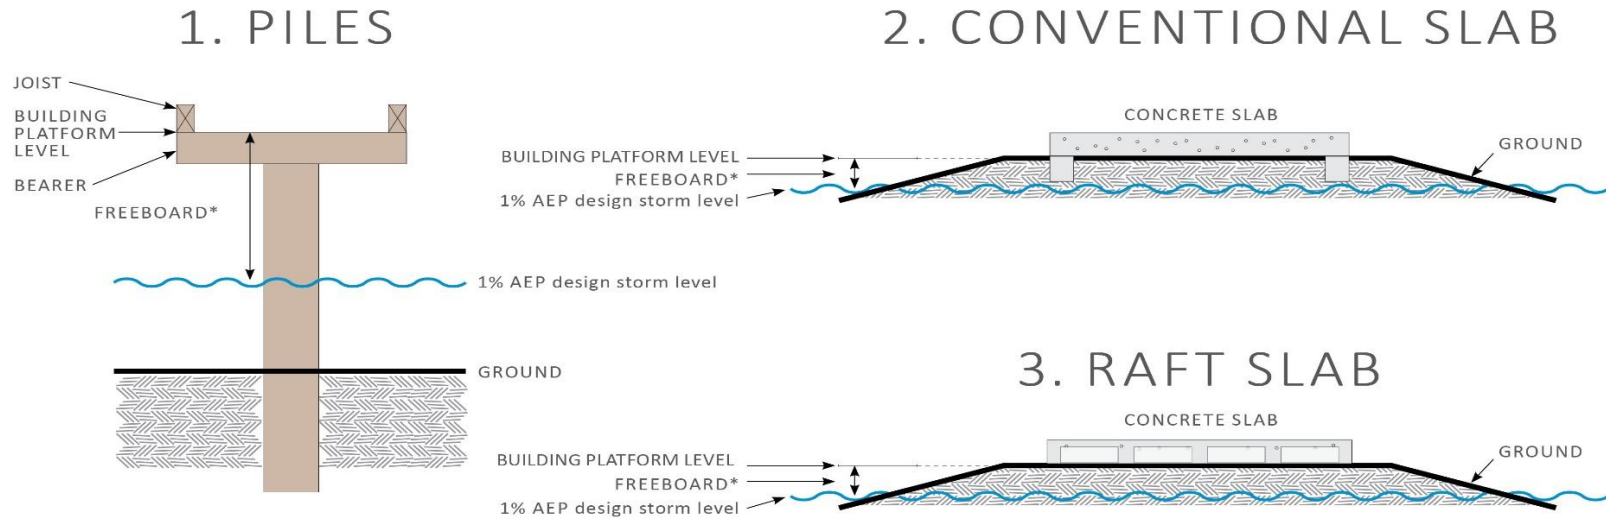 1. PILES
JOIST
BUILDING
PLATFORM
LEVEL
BEARER
FREEBOARD*
1% AEP design storm level
GROUND
2. CONVENTIONAL SLAB
CONCRETE SLAB
GROUND
BUILDING PLATFORM LEVEL
FREEBOARD*
1% AEP design storm level
3. RAFT SLAB
CONCRETE SLAB
GROUND
BUILDING PLATFORM LEVEL
FREEBOARD*
1% AEP design storm level